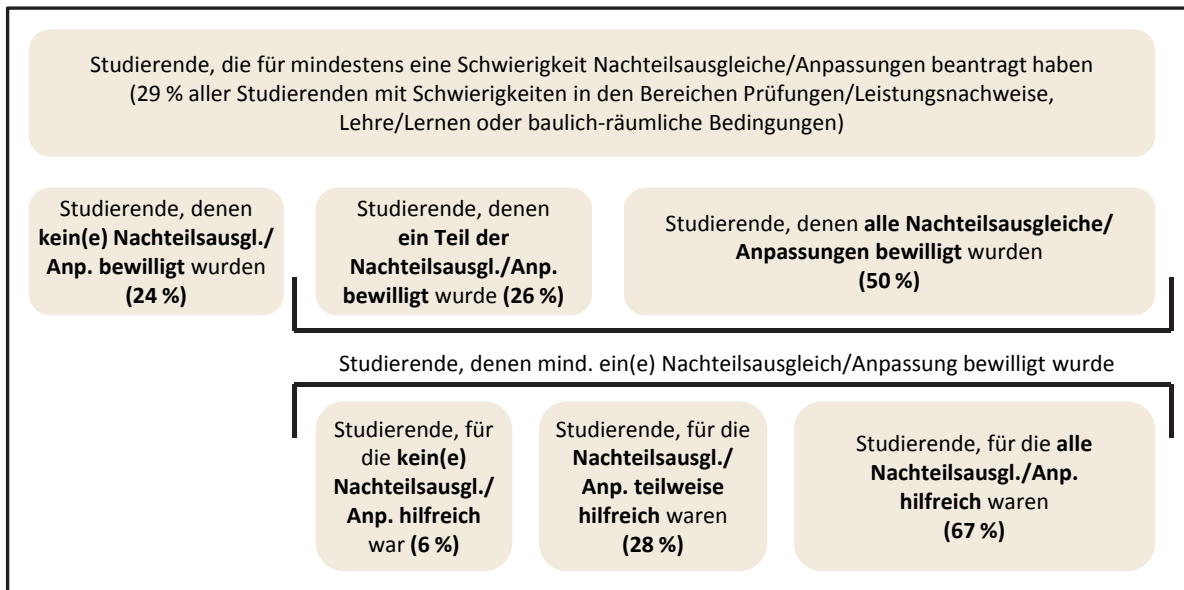 Studierende, die für mindestens eine Schwierigkeit Nachteilsausgleiche/Anpassungen beantragt haben
(29 % aller Studierenden mit Schwierigkeiten in den Bereichen Prüfungen/Leistungsnachweise,
Lehre/Lernen oder baulich-räumliche Bedingungen)
Studierende, denen
kein(e) Nachteilsausgl./
Anp. bewilligt wurden
(24 %)
Studierende, denen
ein Teil der
Nachteilsausgl./Anp.
bewilligt wurde (26 %)
Studierende, denen alle Nachteilsausgleiche/
Anpassungen bewilligt wurden
(50 %)
Studierende, denen mind. ein(e) Nachteilsausgleich/Anpassung bewilligt wurde
Studierende, für
die kein(e)
Nachteilsausgl./
Anp. hilfreich
war (6 %)
Studierende, für die
Nachteilsausgl./
Anp. teilweise
hilfreich waren
(28 %)
Studierende, für die alle
Nachteilsausgl./Anp.
hilfreich waren
(67 %)